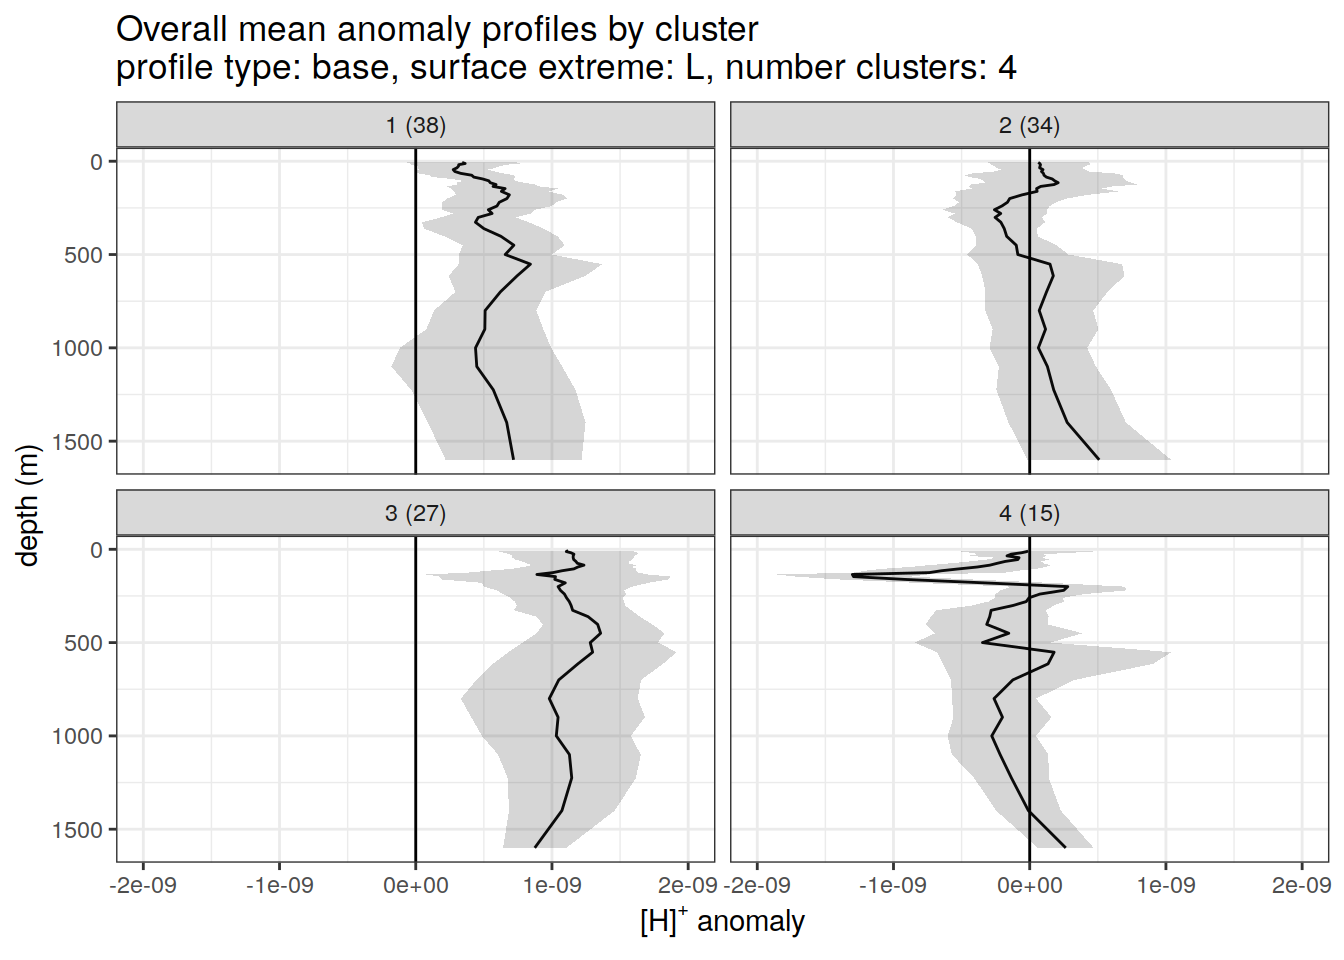 Overall mean anomaly profiles by cluster
profile type: base, surface extreme: L, number clusters: 4
1 (38)
2 (34)
0
500
1000
1500
3 (27)
4 (15)
0
500
1000
1500
depth (m)
-2e-09 -1e-09 0e+00 1e-09 2e-09 -2e-09 -1e-09 0e+00 1e-09 2e-09
[H]⁺ anomaly